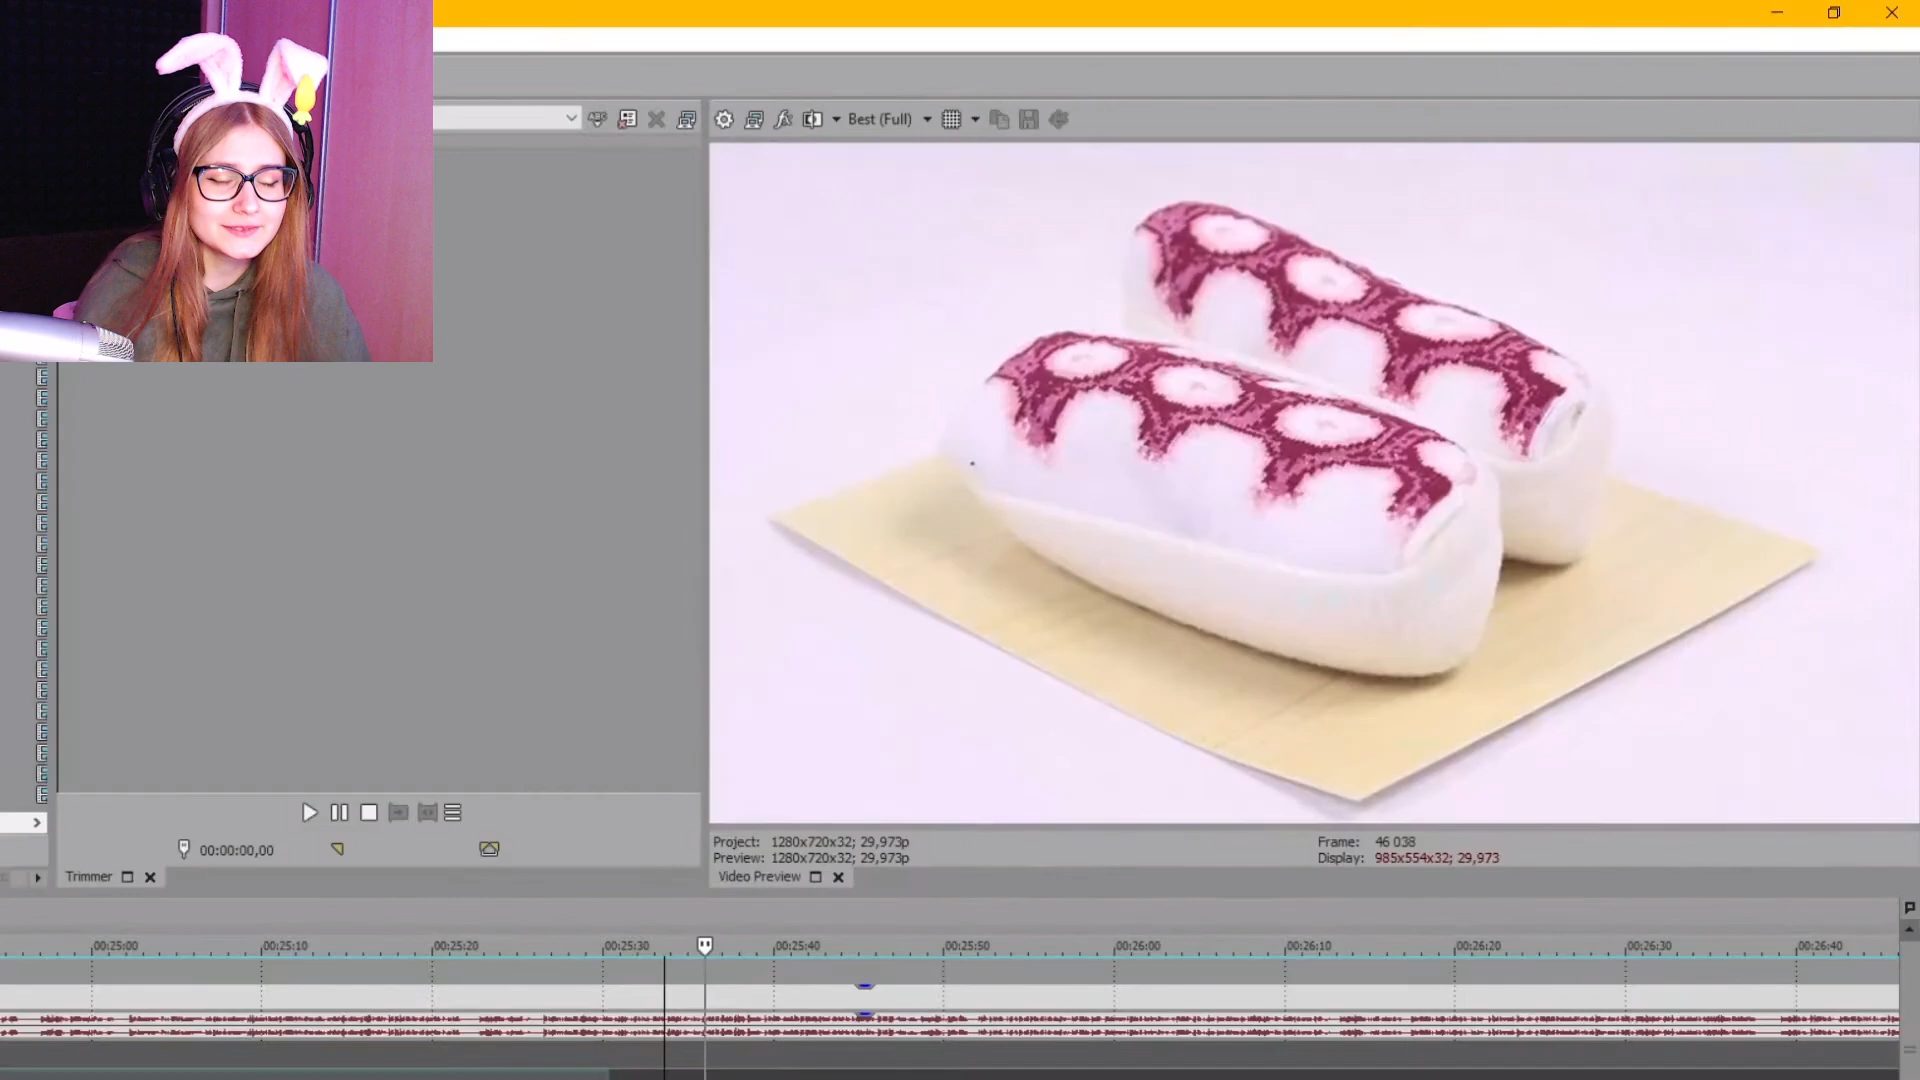 Best (Full)
00:00:00,00
Trimmer
Project: 1280x720x32; 29,973p
Preview: 1280x720x32; 29,973p
Frame: 46 038
Display: 985x554x32; 29,973
Video Preview
00:25:00 00:25:10 00:25:20 00:25:30 00:25:40 00:25:50 00:26:00 00:26:10 00:26:20 00:26:30 00:26:40